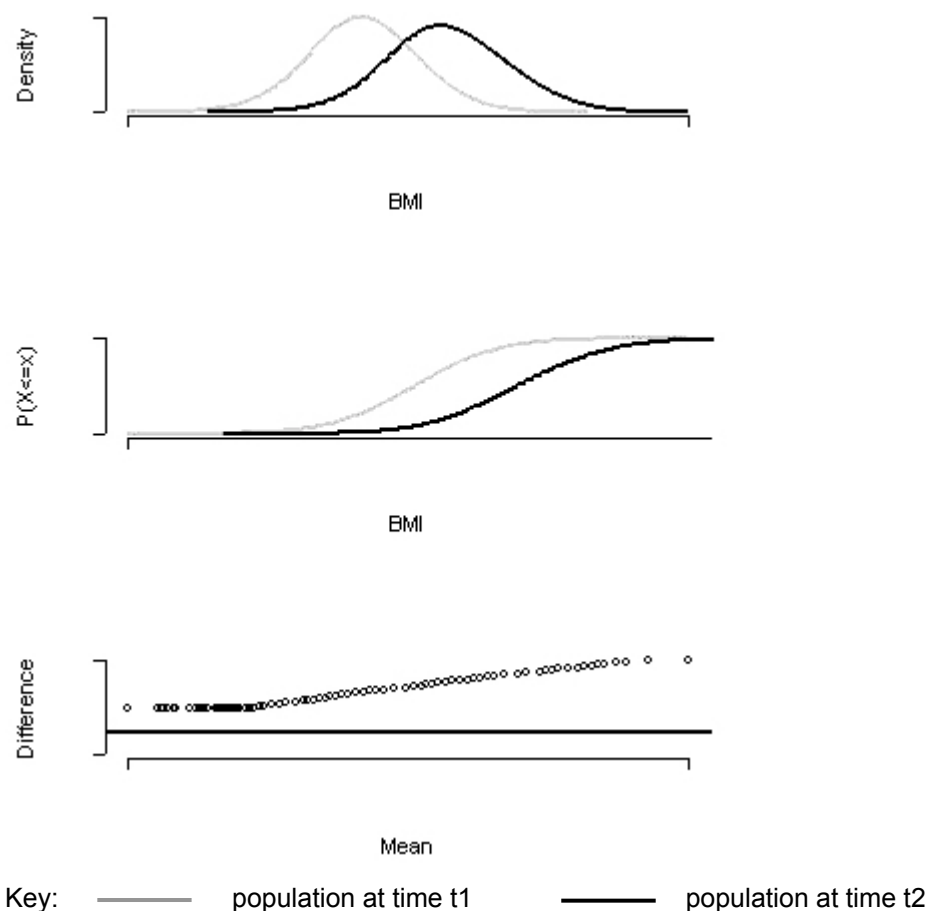 Density
BMI
P(X<=x)
BMI
Difference
Mean
Key: population at time t1 population at time t2